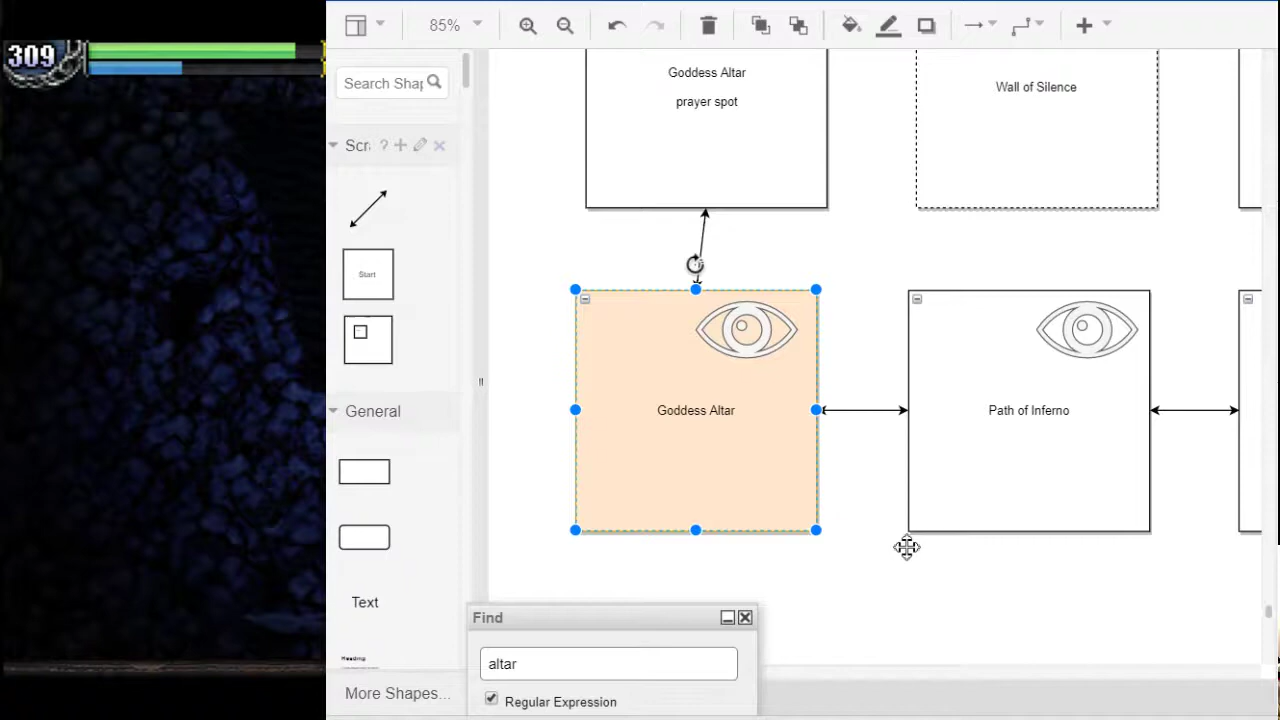 309
85%
Search Shap
Scr
?
Start
General
Text
Heading
More Shapes...
Goddess Altar
prayer spot
Wall of Silence
Goddess Altar
Path of Inferno
Find
altar
Regular Expression